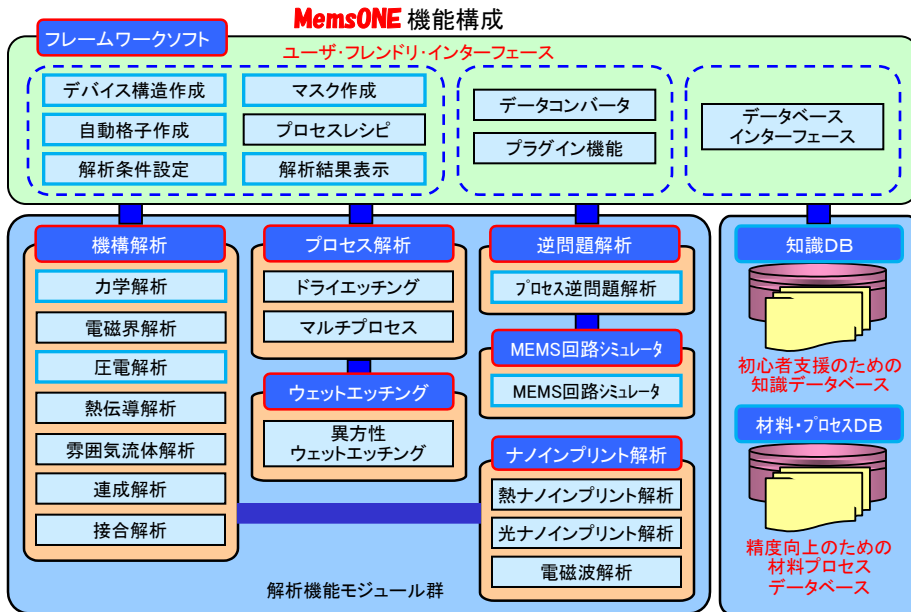 MemsONE 機能構成
フレームワークソフト
ユーザ・フレンドリ・インターフェース
デバイス構造作成
マスク作成
自動格子作成
プロセスレシピ
解析条件設定
解析結果表示
データコンバータ
プラグイン機能
データベース
インターフェース
機構解析
力学解析
電磁界解析
圧電解析
熱伝導解析
雰囲気流体解析
連成解析
接合解析
プロセス解析
ドライエッチング
マルチプロセス
ウェットエッチング
異方性
ウェットエッチング
逆問題解析
プロセス逆問題解析
MEMS回路シミュレータ
MEMS回路シミュレータ
ナノインプリント解析
熱ナノインプリント解析
光ナノインプリント解析
電磁波解析
解析機能モジュール群
知識DB
初心者支援のための
知識データベース
材料・プロセスDB
精度向上のための
材料プロセス
データベース